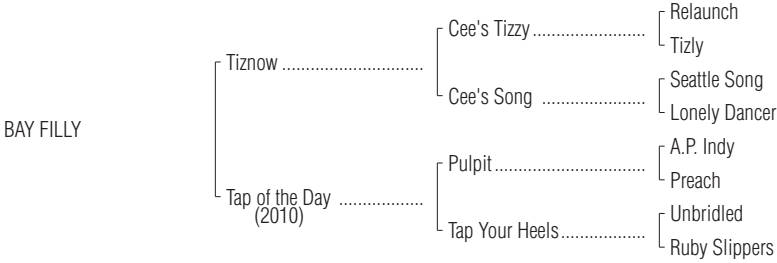 Relaunch
Cee's Tizzy ........................
Tizly
Tiznow ..............................
Seattle Song
Cee's Song ......................
Lonely Dancer
BAY FILLY
A.P. Indy
Pulpit ................................
Preach
Tap of the Day ..................
(2010)
Unbridled
Tap Your Heels ..................
Ruby Slippers